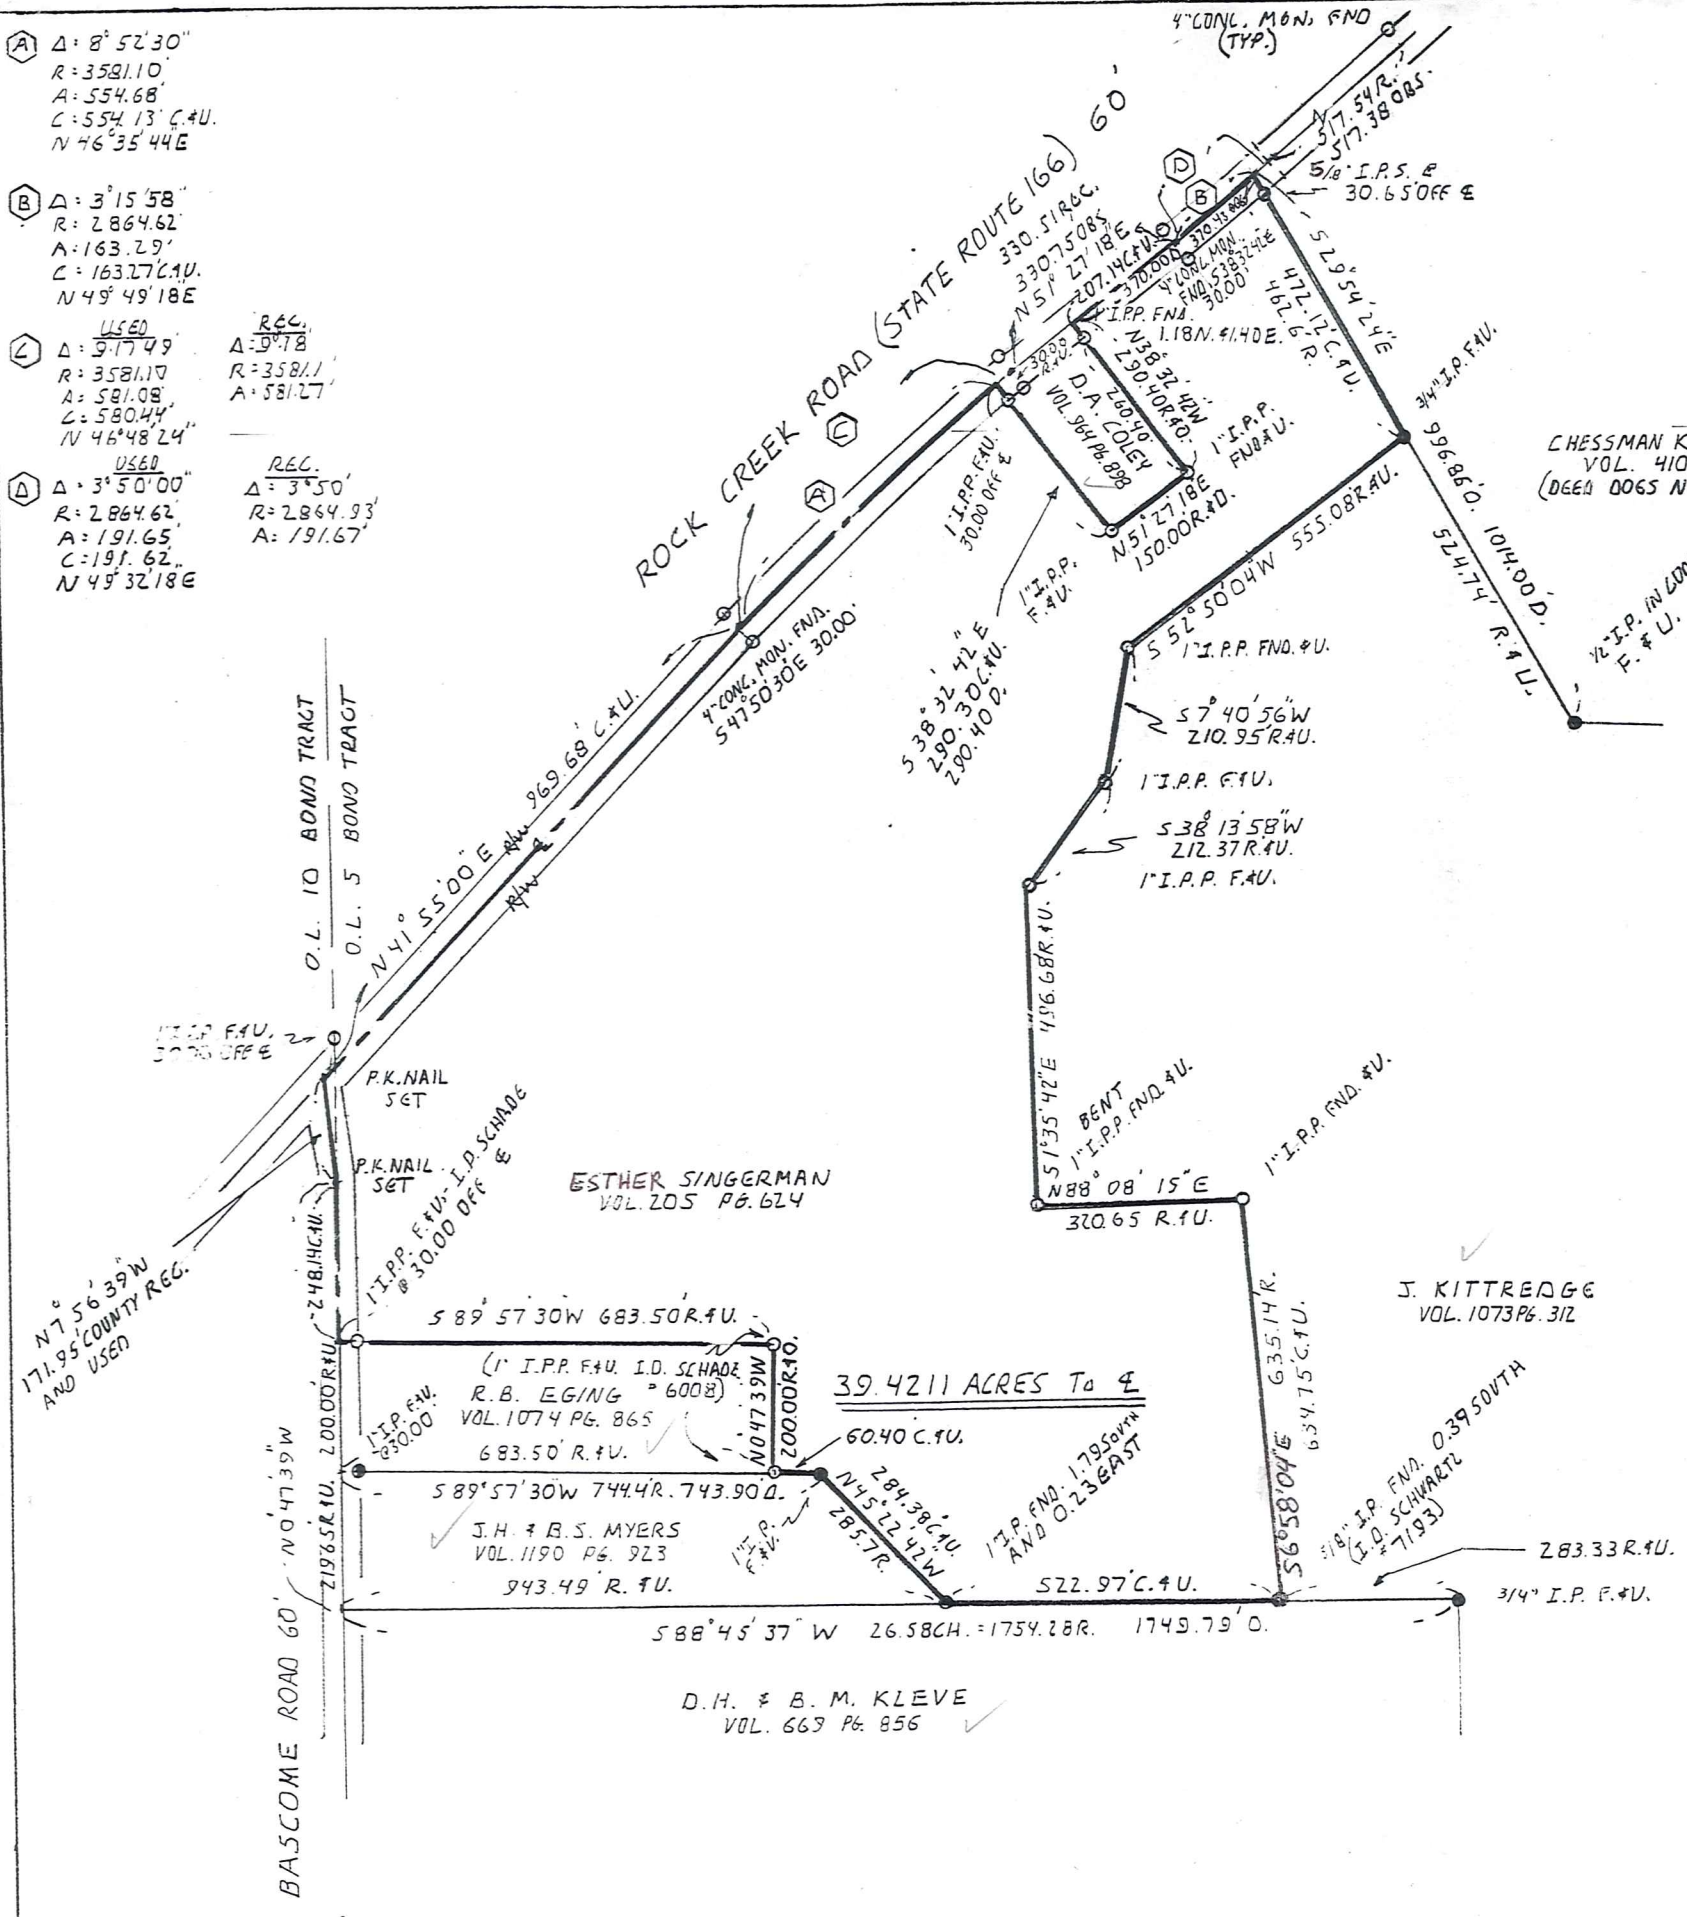 A Δ: 8° 52' 30"
R: 3581.10'
A: 554.68'
C: 554.13' C.&U.
N 46° 35' 44" E
B Δ: 3° 15' 58"
R: 2864.62'
A: 163.29'
C: 163.27' C.&U.
N 49° 49' 18" E
USED REC.
C Δ: 9° 17' 49" Δ: 9° 18'
R: 3581.10 R: 3581.1'
A: 581.08' A: 581.27'
C: 580.44'
N 46° 48' 24"
USED REC.
D Δ: 3° 50' 00" Δ: 3° 50'
R: 2864.62' R: 2864.93'
A: 191.65' A: 191.67'
C: 191.62'
N 49° 32' 18" E
4" CONC. MON. FND
(TYP.)
517.54 R.
517.38 OBS.
5/8" I.P.S. @
30.65 OFF ℄
ROCK CREEK ROAD (STATE ROUTE 166) 60'
D
B
330.51 REC.
330.75 OBS.
N 51° 27' 18" E
207.14 C.&U.
370.00 D.
4" CONC. MON.
FND. S38°32'42"E
30.00'
S 29° 54' 24" E
472.12' C.&U.
462.6' R.
1" I.P.P. FND.
1.18 N. & 1.40 E.
30.00
R.&U.
N 38° 32' 42" W
290.40 R.&D.
260.40'
D.A. COLEY
VOL. 964 PG. 898
1" I.P.P.
FND & U.
3/4" I.P. F.&U.
CHESSMAN K
VOL. 410
(DEED DOES N
C
A
1" I.P.P. F.&U.
30.00 OFF ℄
N 51° 27' 18" E
150.00' R.&D.
1" I.P.P.
F.&U.
996.86 D. 1014.00 D.
524.74' R.&U.
S 52° 50' 04" W 555.08' R.&U.
1" I.P.P. FND. & U.
F. & U.
4" CONC. MON. FND.
S 47° 50' 30" E 30.00'
S 38° 32' 42" E
290.30 C.&U.
290.40 D.
S 7° 40' 56" W
210.95' R.&U.
1" I.P.P. F.&U.
S 38° 13' 58" W
212.37 R.&U.
1" I.P.P. F.&U.
O.L. 10 BOND TRACT
O.L. 5 BOND TRACT
N 41° 55' 00" E 969.68' C.&U.
R/W
℄
R/W
S 1° 35' 42" E 496.68 R.&U.
1" I.P.P. F.&U.
30.00 OFF ℄
P.K. NAIL
SET
P.K. NAIL
SET
BENT
1" I.P.P. FND. & U.
1" I.P.P. FND. & U.
1" I.P.P. F.&U. - I.D. SCHADE
@ 30.00 OFF ℄
ESTHER SINGERMAN
VOL. 205 PG. 624
N 88° 08' 15" E
320.65 R.&U.
N 7° 56' 39" W
171.95' COUNTY REC.
AND USED
248.14 C.&U.
J. KITTREDGE
VOL. 1073 PG. 312
S 89° 57' 30" W 683.50' R.&U.
(1" I.P.P. F.&U. I.D. SCHADE
# 6008)
R.B. EGING
VOL. 1074 PG. 865
683.50' R.&U.
N 0° 47' 39" W
200.00 R.&D.
39.4211 ACRES TO ℄
60.40 C.&U.
S 6° 58' 04" E 635.14' R.
634.75' C.&U.
1" I.P. F.&U.
@ 30.00
200.00' R.&U.
N 0° 47' 39" W
219.65 R.&U.
S 89° 57' 30" W 744.4' R. 743.90 D.
J.H. & B.S. MYERS
VOL. 1190 PG. 923
943.49' R.&U.
1" I.P.
F.&U.
284.38 C.&U.
N 45° 22' 42" W
285.7 R.
1" I.P. FND. 1.79 SOUTH
AND 0.23 EAST
5/8" I.P. FND. 0.39 SOUTH
(I.D. SCHWARTZ
# 7193)
283.33 R.&U.
3/4" I.P. F.&U.
522.97' C.&U.
S 88° 45' 37" W 26.58 CH. = 1754.28 R. 1749.79' D.
D.H. & B.M. KLEVE
VOL. 669 PG. 856
BASCOME ROAD 60'